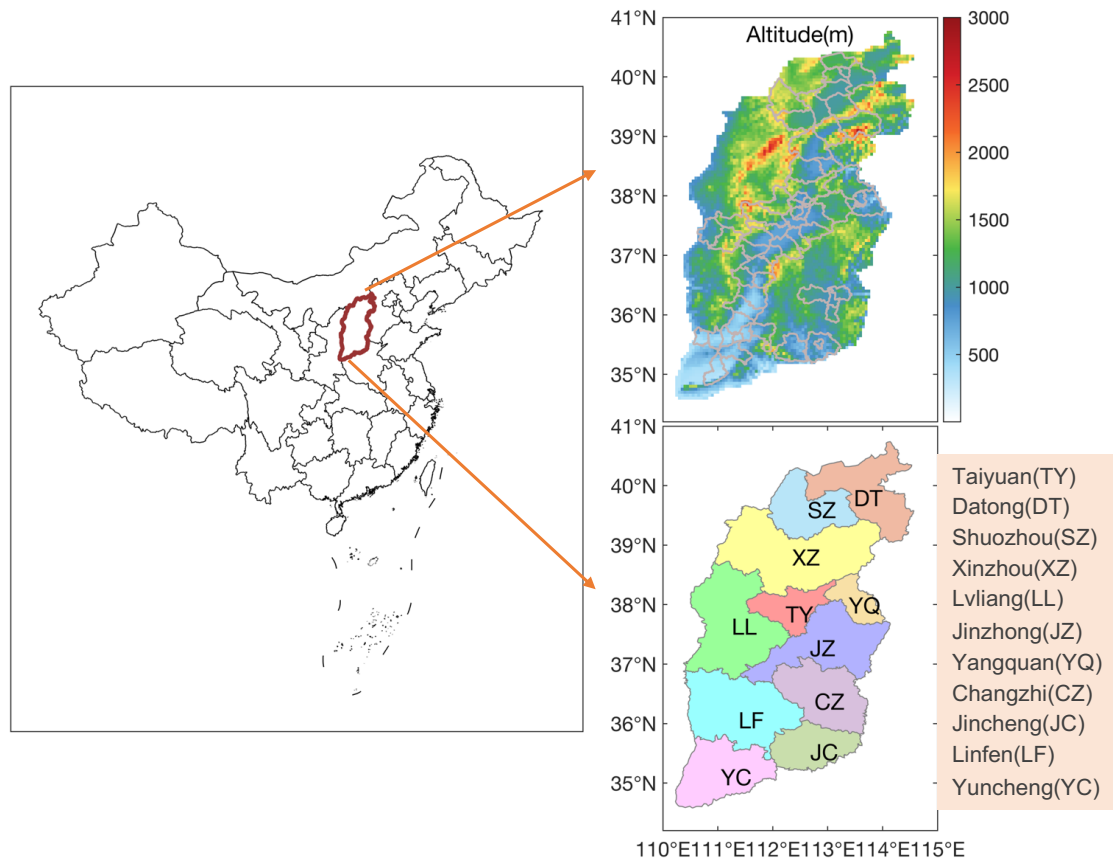 41°N
40°N
39°N
38°N
37°N
36°N
35°N
Altitude(m)
3000
2500
2000
1500
1000
500
41°N
40°N
39°N
38°N
37°N
36°N
35°N
DT
SZ
XZ
YQ
TY
LL
JZ
CZ
LF
JC
YC
110°E111°E112°E113°E114°E115°E
Taiyuan(TY)
Datong(DT)
Shuozhou(SZ)
Xinzhou(XZ)
Lvliang(LL)
Jinzhong(JZ)
Yangquan(YQ)
Changzhi(CZ)
Jincheng(JC)
Linfen(LF)
Yuncheng(YC)